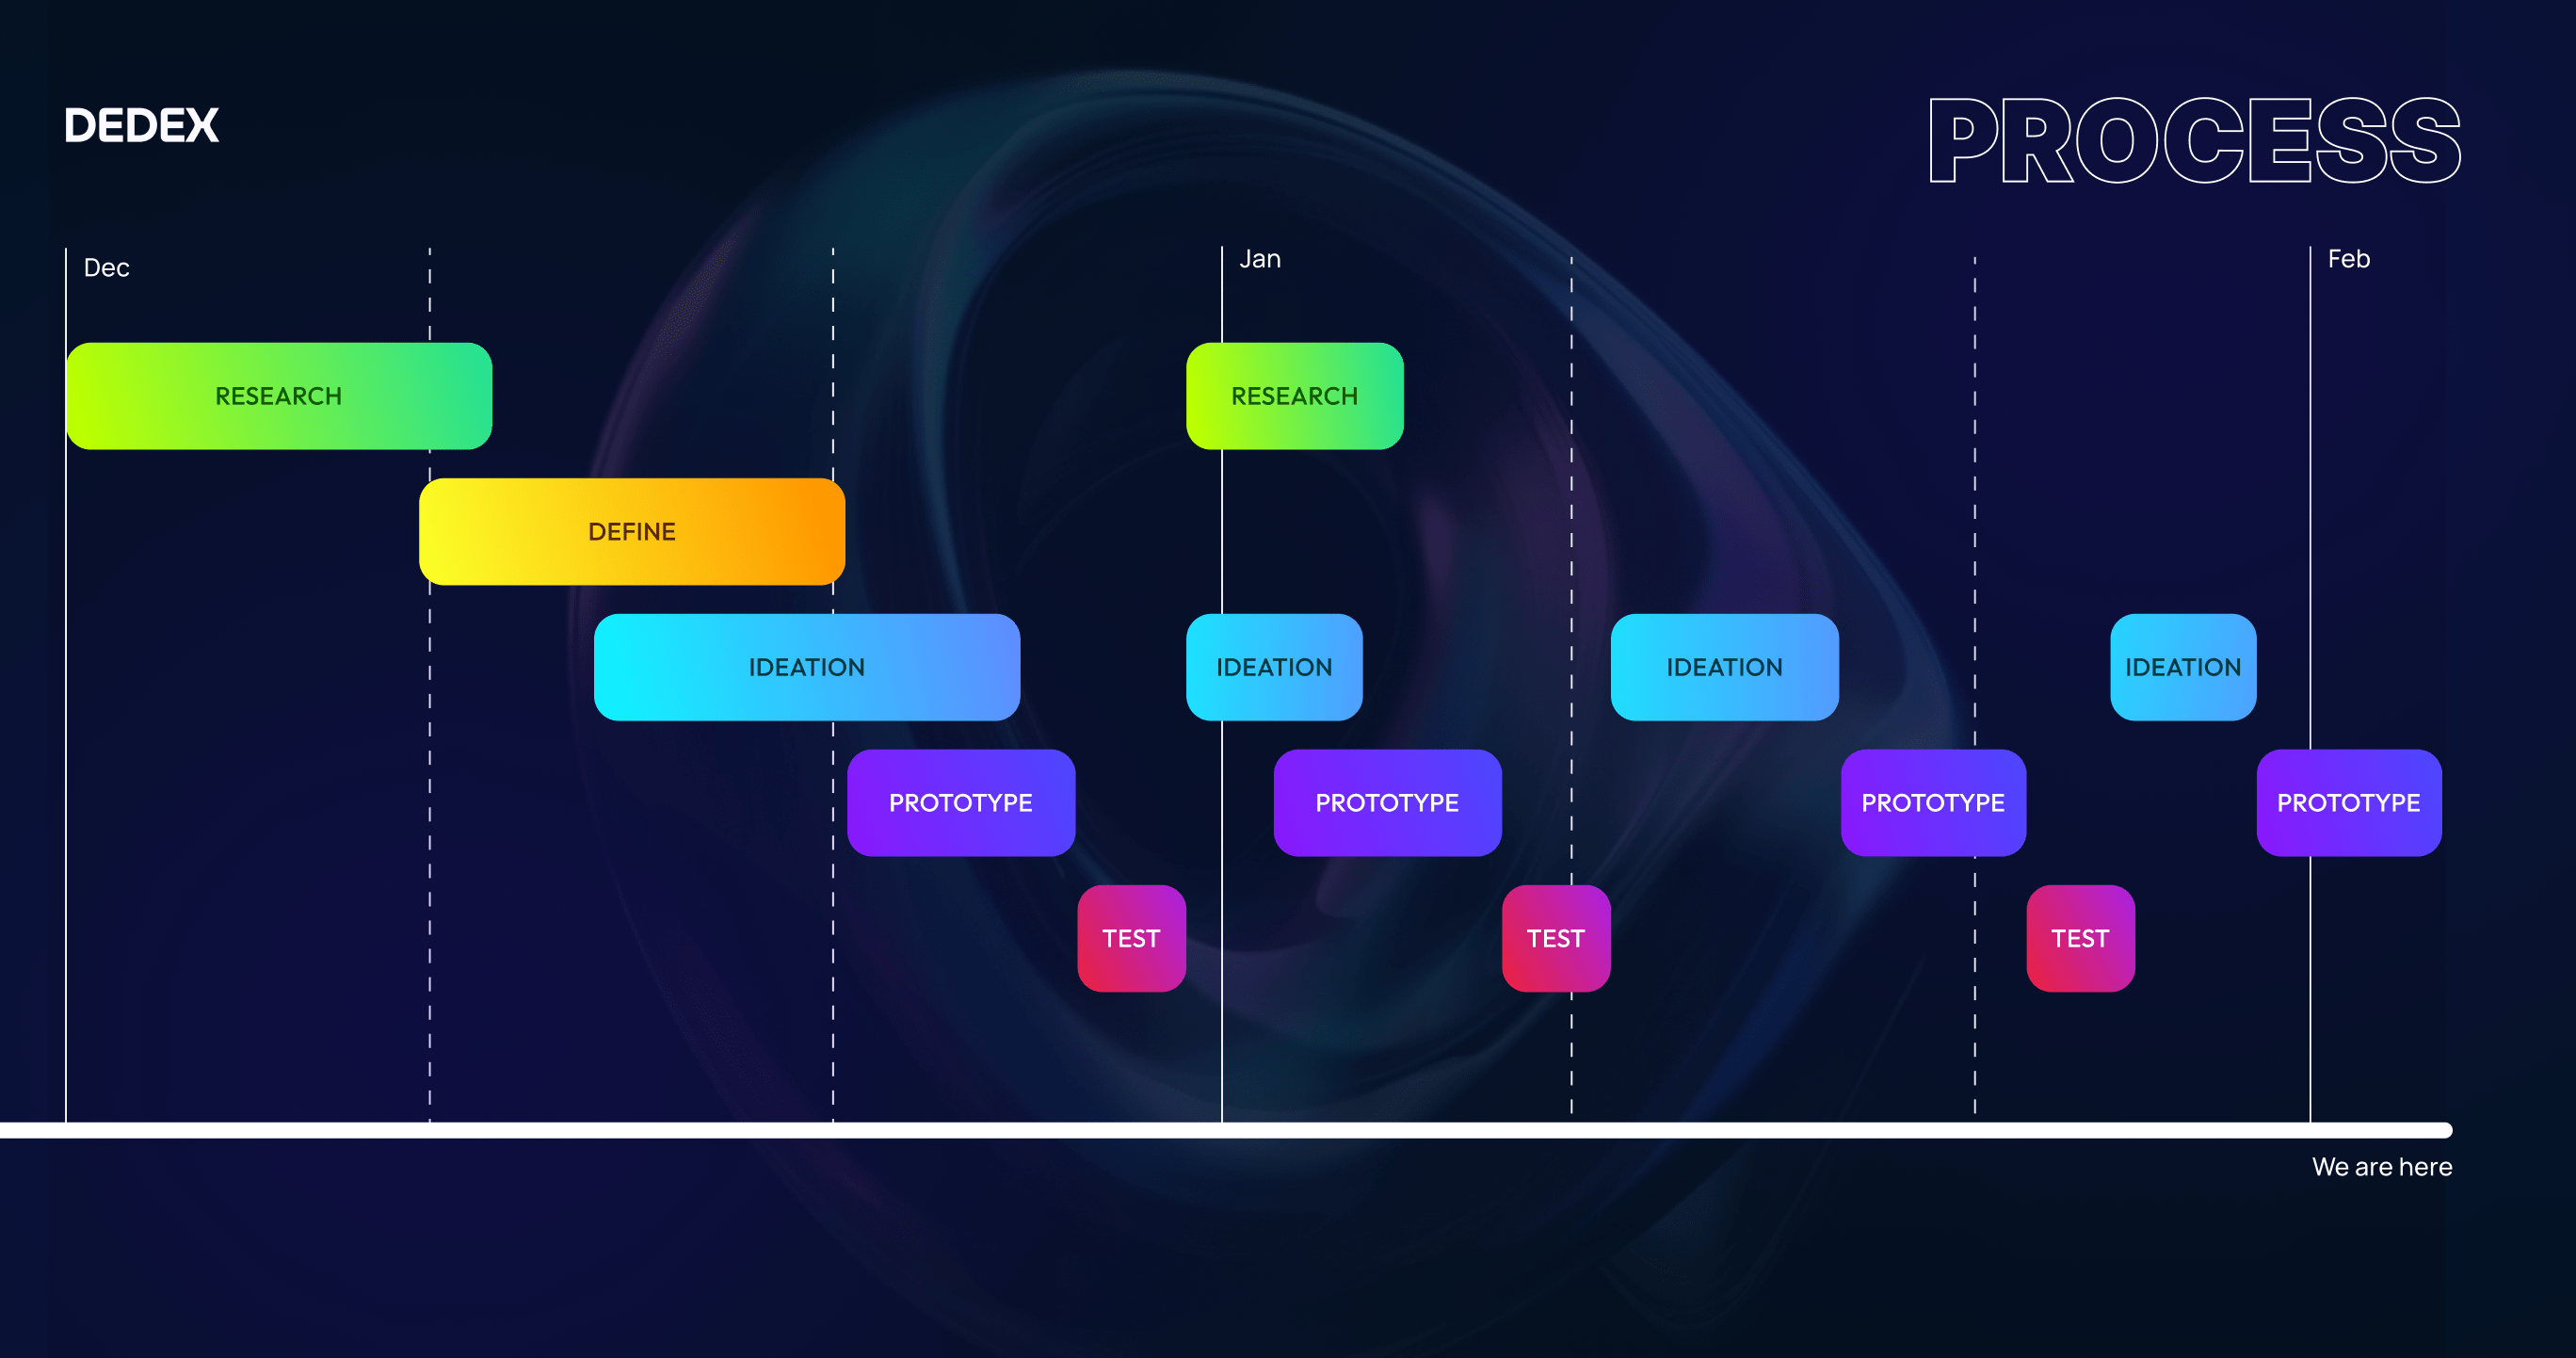 DEDEX
PROCESS
Dec
Jan
Feb
RESEARCH
RESEARCH
DEFINE
IDEATION
IDEATION
IDEATION
IDEATION
PROTOTYPE
PROTOTYPE
PROTOTYPE
PROTOTYPE
TEST
TEST
TEST
We are here